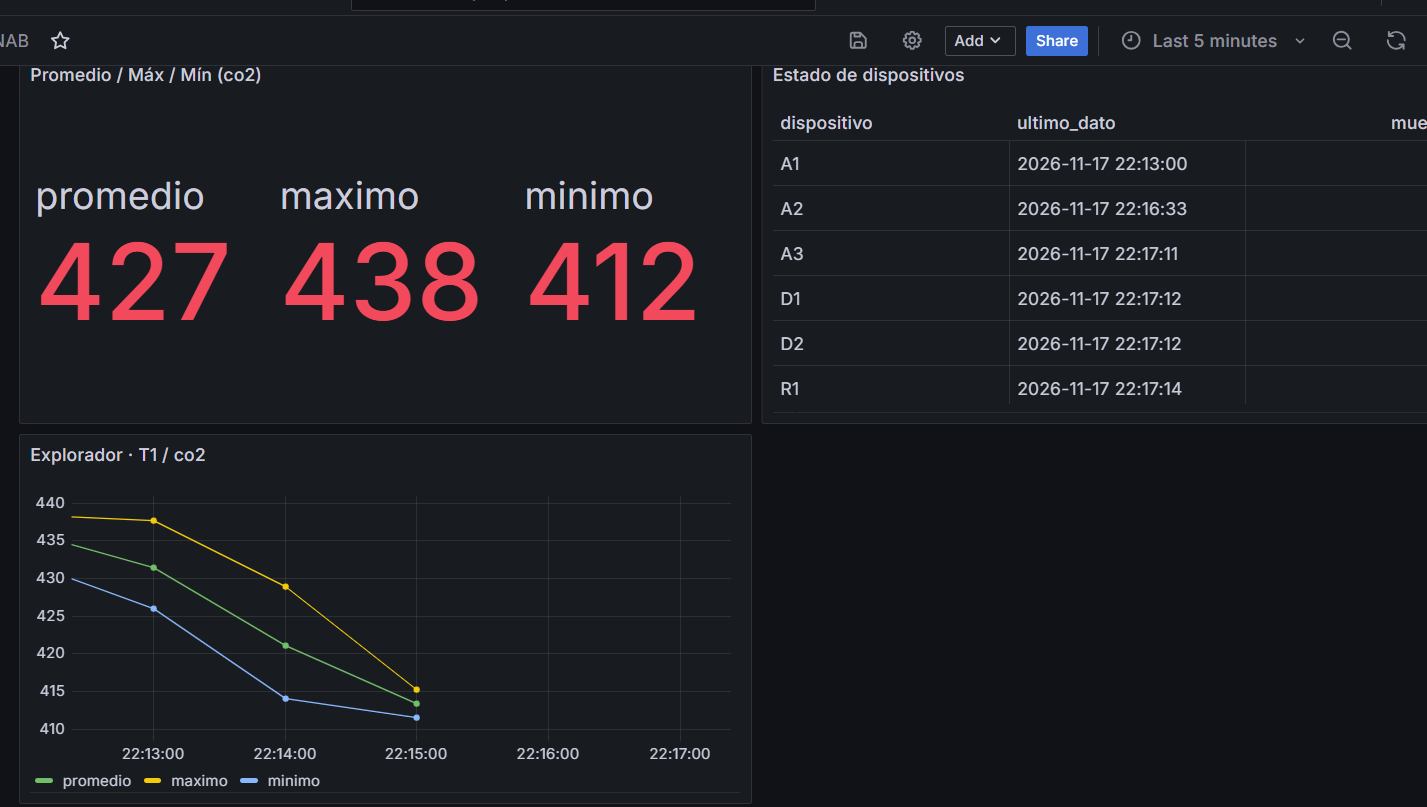 NAB
Add
Share
Last 5 minutes
Promedio / Máx / Mín (co2)
promedio maximo minimo
427 438 412
Estado de dispositivos
dispositivo ultimo_dato mue
A1 2026-11-17 22:13:00
A2 2026-11-17 22:16:33
A3 2026-11-17 22:17:11
D1 2026-11-17 22:17:12
D2 2026-11-17 22:17:12
R1 2026-11-17 22:17:14
Explorador · T1 / co2
440
435
430
425
420
415
410
22:13:00 22:14:00 22:15:00 22:16:00 22:17:00
promedio maximo minimo